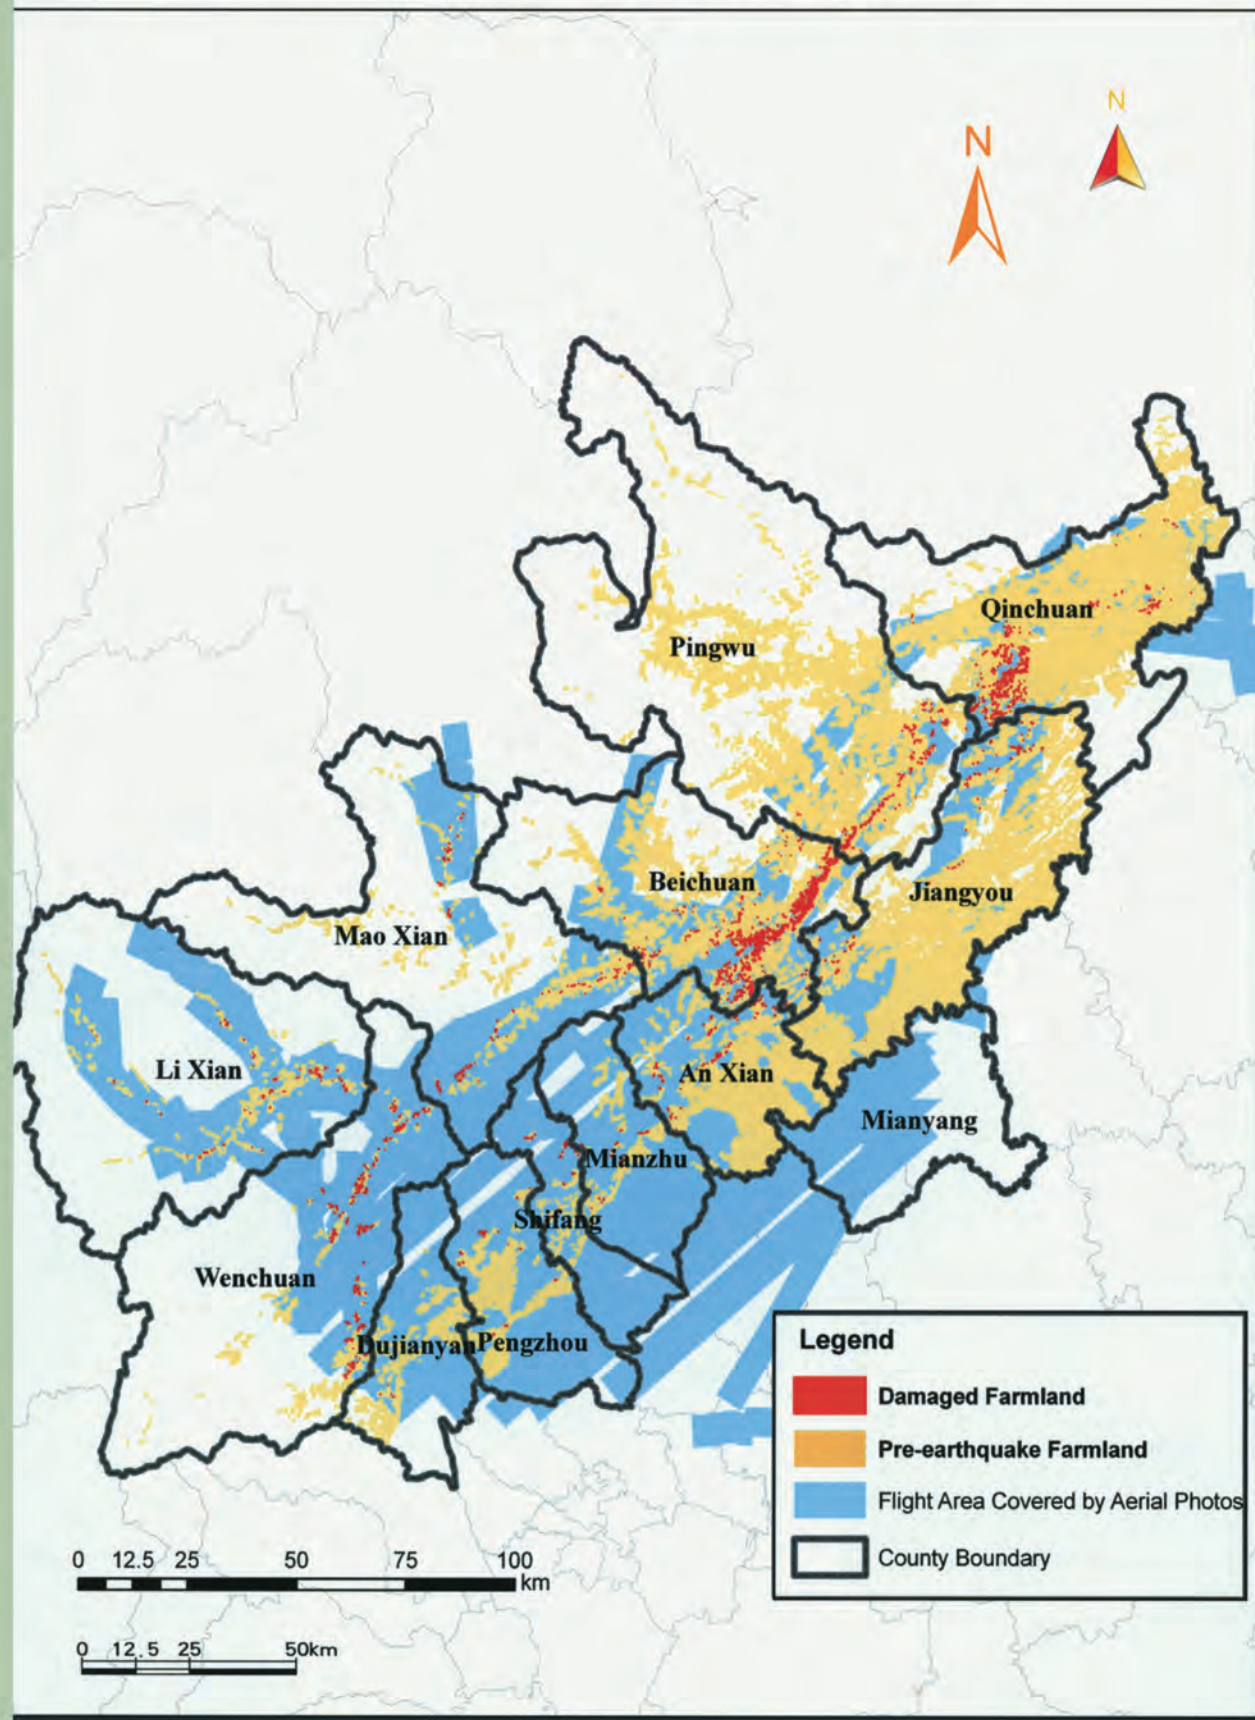 N
N
Qinchuan
Pingwu
Beichuan
Jiangyou
Mao Xian
Li Xian
An Xian
Mianyang
Mianzhu
Shifang
Wenchuan
Dujianyan
Pengzhou
Legend
Damaged Farmland
Pre-earthquake Farmland
Flight Area Covered by Aerial Photos
County Boundary
0 12.5 25 50 75 100
km
0 12.5 25 50km